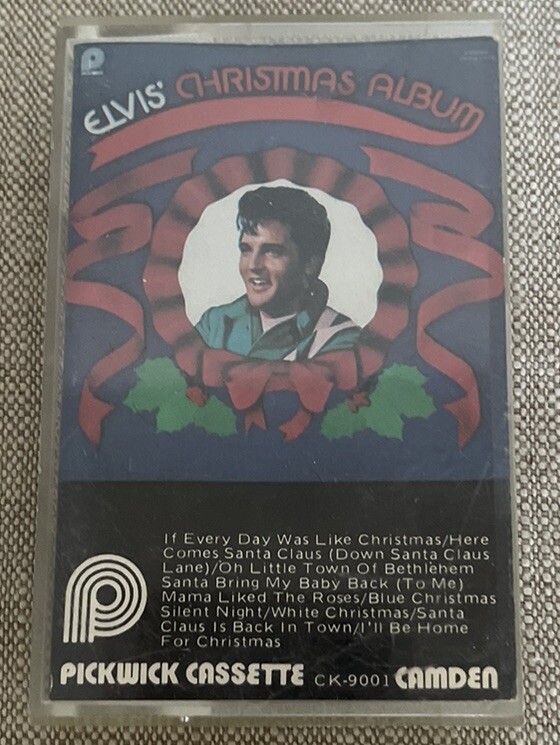 ELVIS' CHRISTMAS ALBUM
If Every Day Was Like Christmas/Here
Comes Santa Claus (Down Santa Claus
Lane)/Oh Little Town Of Bethlehem
Santa Bring My Baby Back (To Me)
Mama Liked The Roses/Blue Christmas
Silent Night/White Christmas/Santa
Claus Is Back In Town/I'll Be Home
For Christmas
PICKWICK CASSETTE CK-9001 CAMDEN